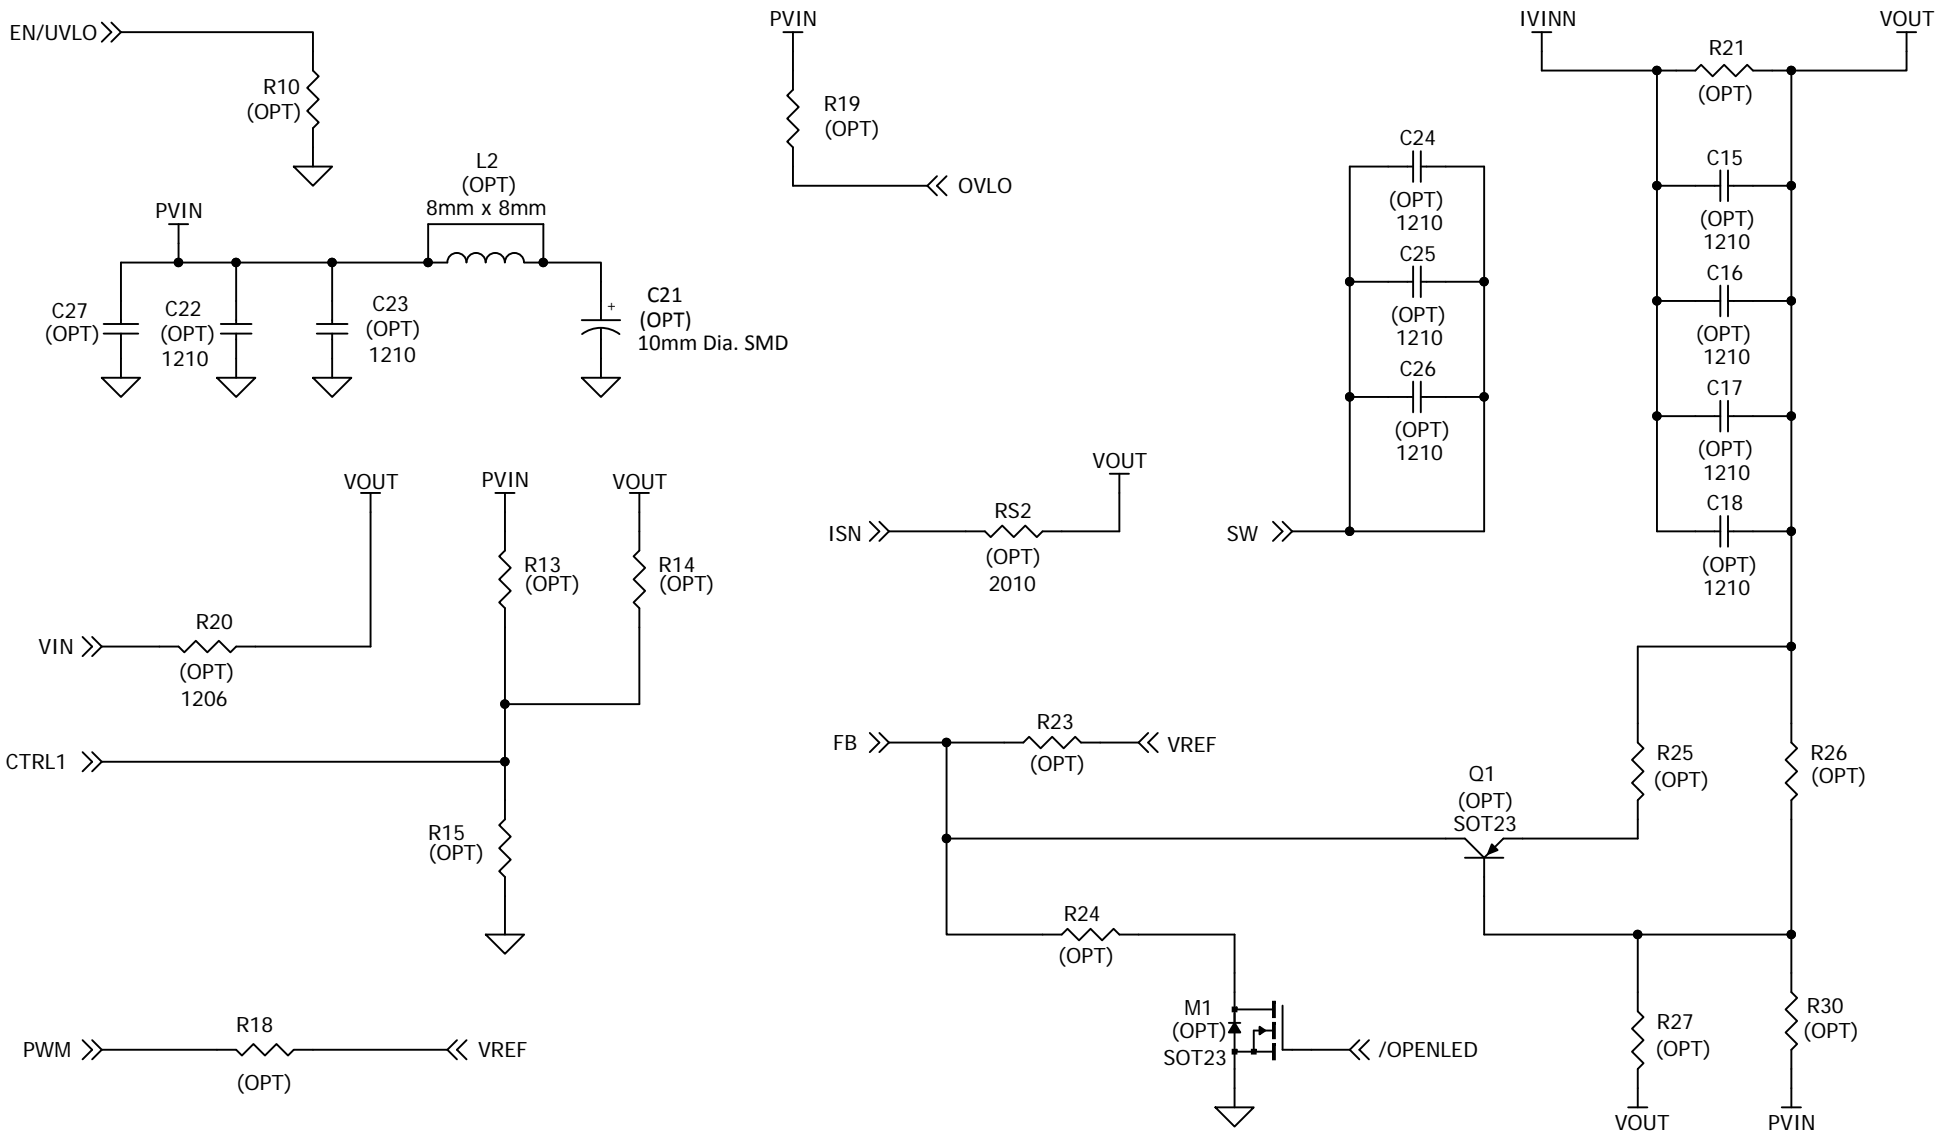 EN/UVLO
R10
(OPT)
PVIN
R19
(OPT)
OVLO
IVINN
VOUT
R21
(OPT)
C24
(OPT)
1210
C25
(OPT)
1210
C26
(OPT)
1210
SW
C15
(OPT)
1210
C16
(OPT)
1210
C17
(OPT)
1210
C18
(OPT)
1210
L2
(OPT)
8mm x 8mm
PVIN
C27
(OPT)
C22
(OPT)
1210
C23
(OPT)
1210
+
C21
(OPT)
10mm Dia. SMD
VOUT
VIN
R20
(OPT)
1206
PVIN
VOUT
R13
(OPT)
R14
(OPT)
CTRL1
R15
(OPT)
PWM
R18
(OPT)
VREF
VOUT
ISN
RS2
(OPT)
2010
FB
R23
(OPT)
VREF
Q1
(OPT)
SOT23
R25
(OPT)
R26
(OPT)
R24
(OPT)
M1
(OPT)
SOT23
/OPENLED
R27
(OPT)
R30
(OPT)
VOUT
PVIN